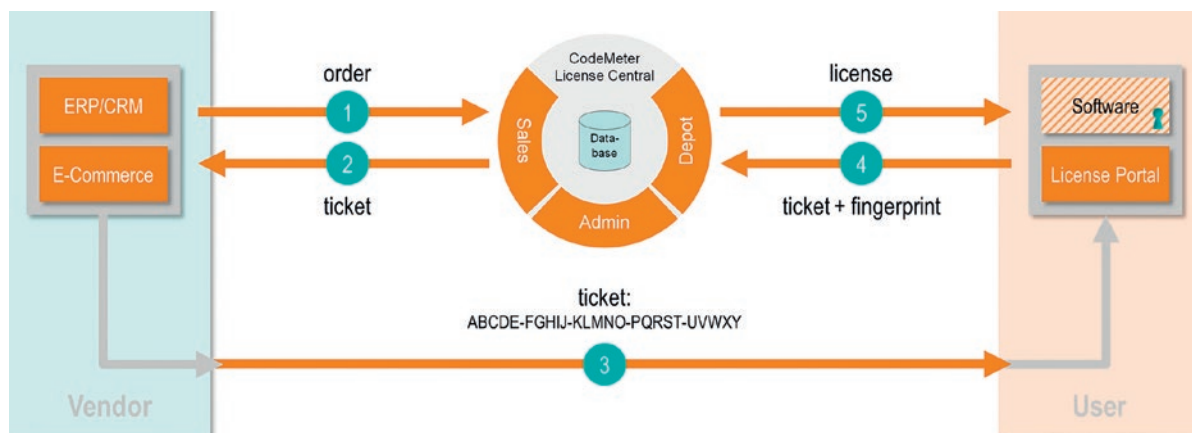 CodeMeter
License Central
order
license
ERP/CRM
1
5
Software
Sales
Data-
base
Depot
E-Commerce
2
4
License Portal
ticket
Admin
ticket + fingerprint
ticket:
ABCDE-FGHIJ-KLMNO-PQRST-UVWXY
3
Vendor
User